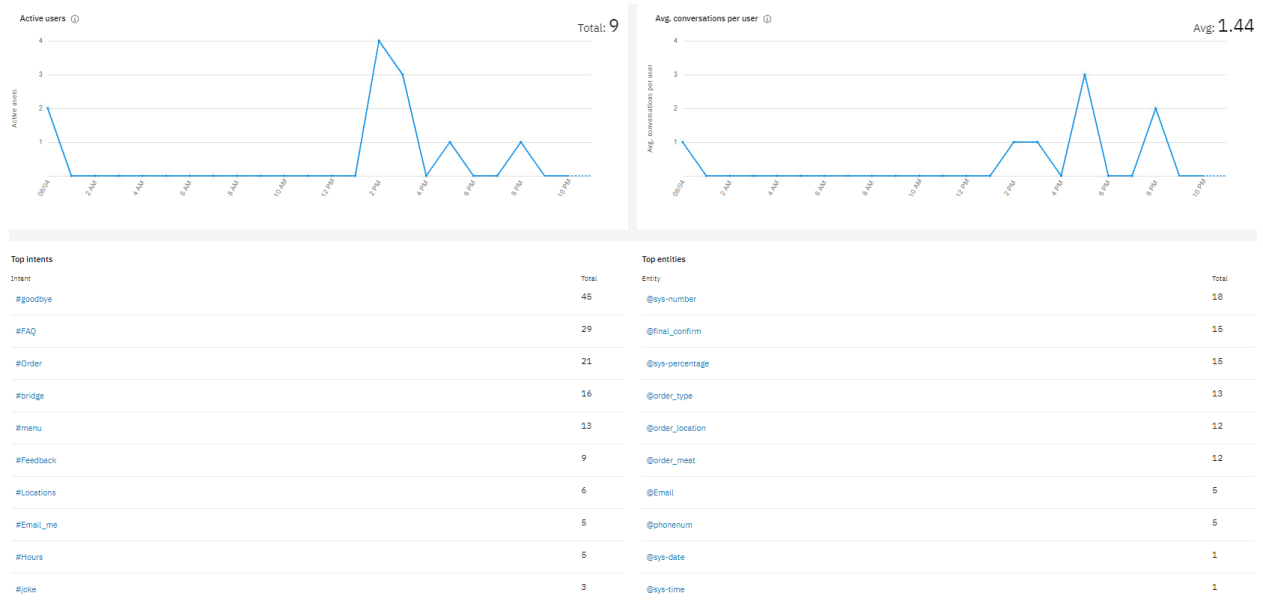 Active users
Total: 9
4
3
2
1
Active users
08/04
2 AM
4 AM
6 AM
8 AM
10 AM
12 PM
2 PM
4 PM
6 PM
8 PM
10 PM
Avg. conversations per user
Avg: 1.44
4
3
2
1
Avg. conversations per user
08/04
2 AM
4 AM
6 AM
8 AM
10 AM
12 PM
2 PM
4 PM
6 PM
8 PM
10 PM
Top intents
Intent Total
#goodbye 45
#FAQ 29
#Order 21
#bridge 16
#menu 13
#Feedback 9
#Locations 6
#Email_me 5
#Hours 5
#joke 3
Top entities
Entity Total
@sys-number 18
@final_confirm 15
@sys-percentage 15
@order_type 13
@order_location 12
@order_meat 12
@Email 5
@phonenum 5
@sys-date 1
@sys-time 1